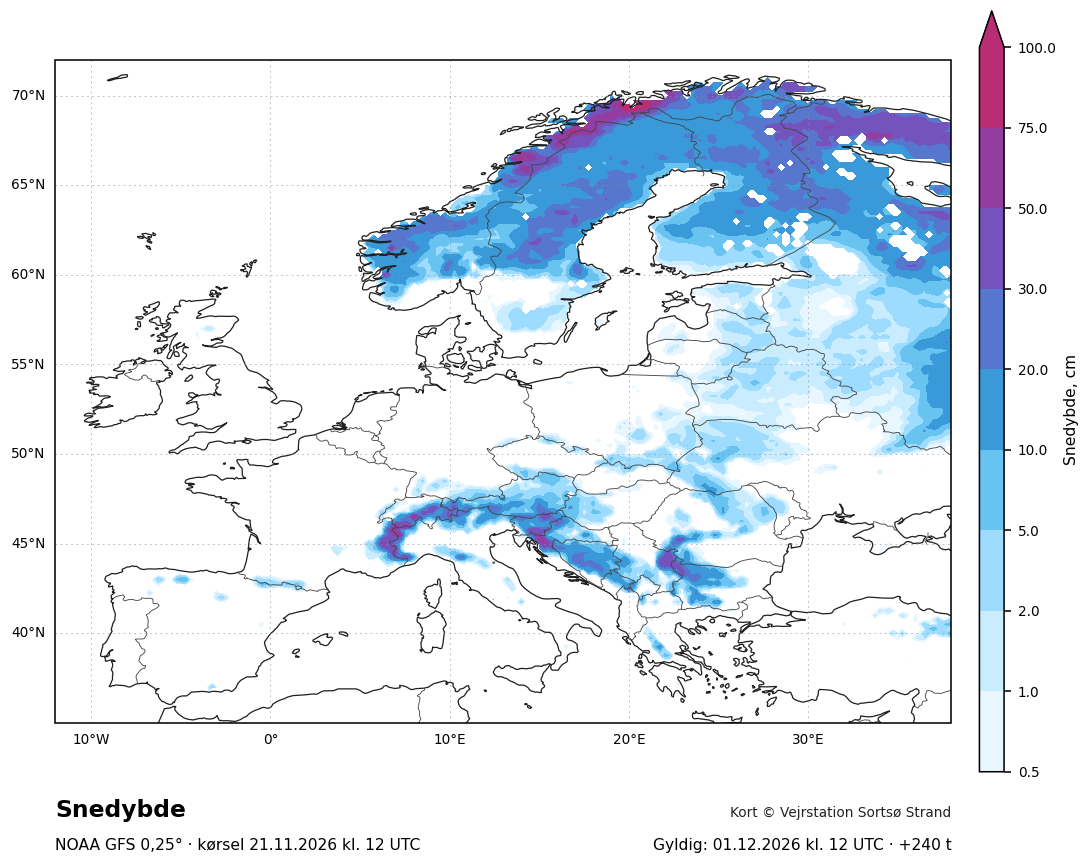 100.0
75.0
50.0
30.0
20.0
10.0
5.0
2.0
1.0
0.5
Snedybde, cm
70°N
65°N
60°N
55°N
50°N
45°N
40°N
10°W
0°
10°E
20°E
30°E
Snedybde
Kort © Vejrstation Sortsø Strand
NOAA GFS 0,25° · kørsel 21.11.2026 kl. 12 UTC
Gyldig: 01.12.2026 kl. 12 UTC · +240 t